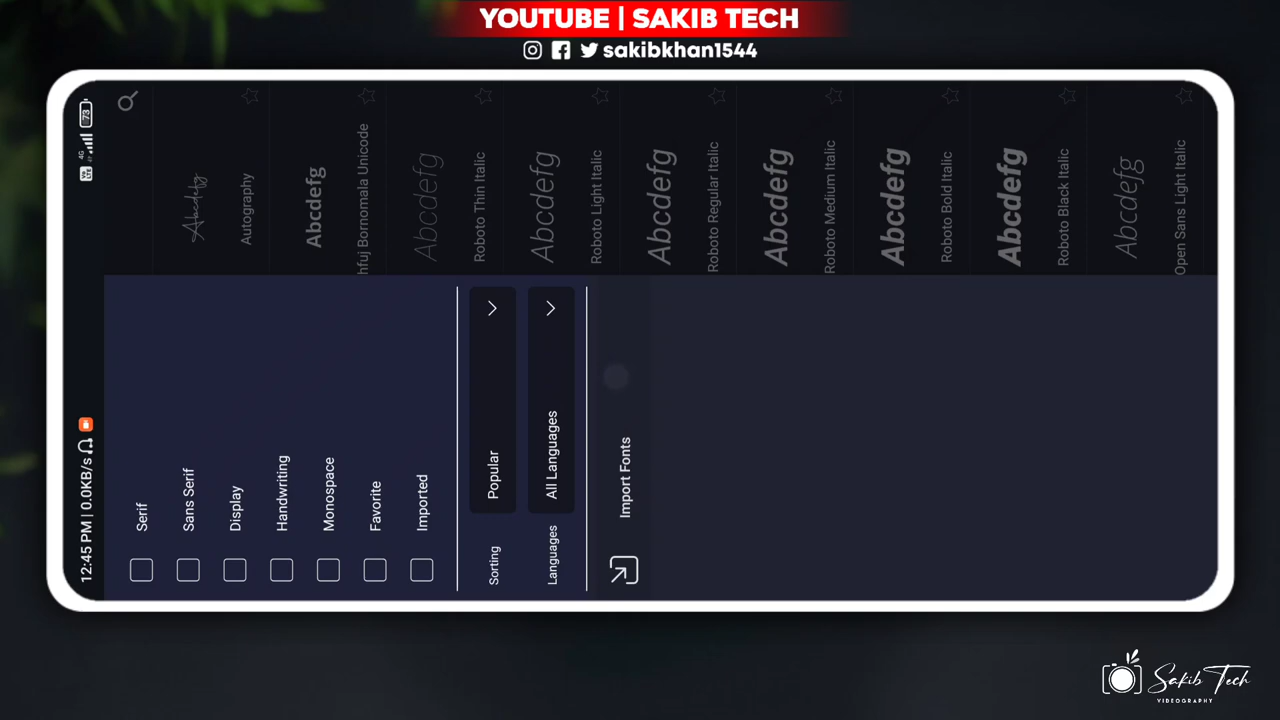 YOUTUBE | SAKIB TECH
sakibkhan1544
12:45 PM | 0.0KB/s
4G
73
Serif
Sans Serif
Display
Handwriting
Monospace
Favorite
Imported
Sorting
Popular
Languages
All Languages
Import Fonts
Abcdefg
Autography
Abcdefg
hfuj Bornomala Unicode
Abcdefg
Roboto Thin Italic
Abcdefg
Roboto Light Italic
Abcdefg
Roboto Regular Italic
Abcdefg
Roboto Medium Italic
Abcdefg
Roboto Bold Italic
Abcdefg
Roboto Black Italic
Abcdefg
Open Sans Light Italic
Sakib Tech
VIDEOGRAPHY